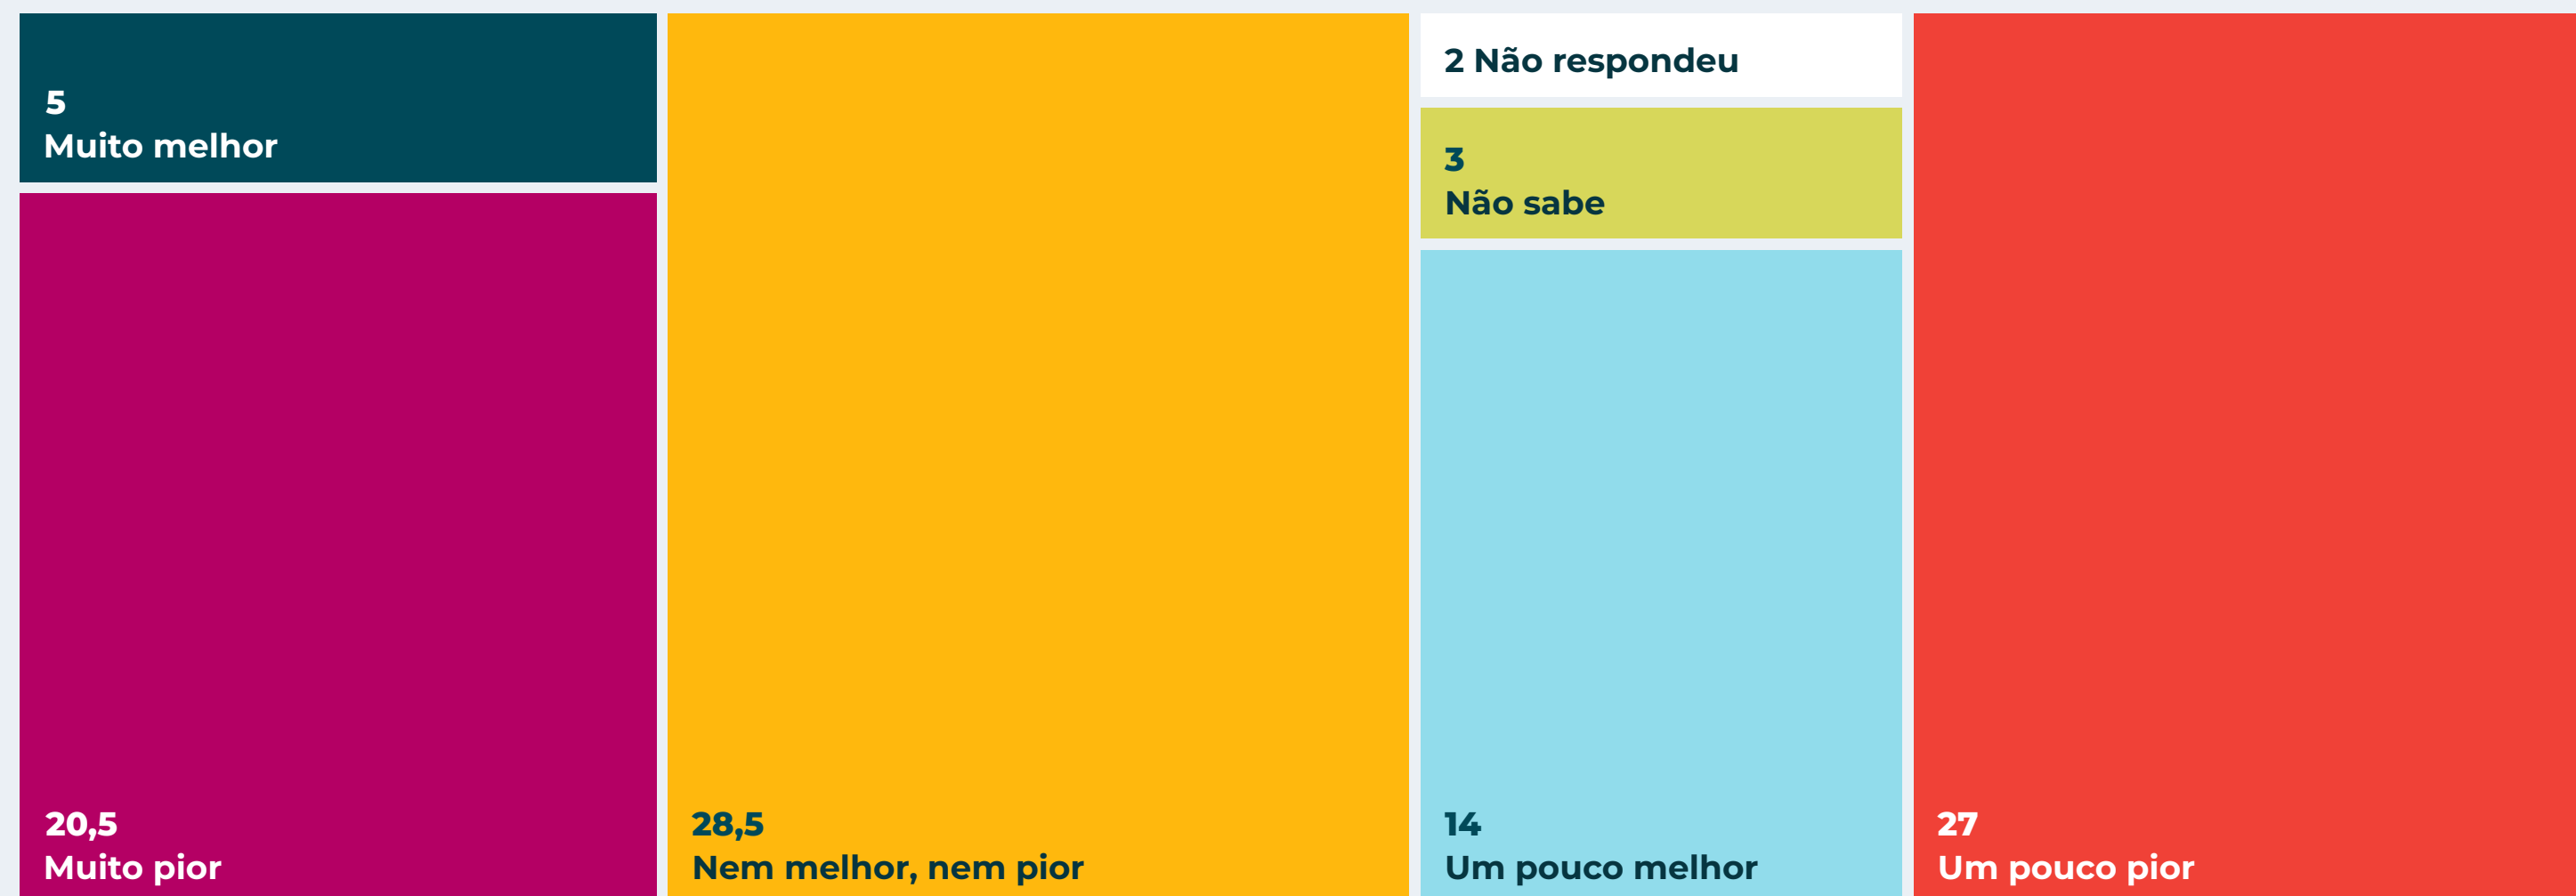 5
Muito melhor
20,5
Muito pior
28,5
Nem melhor, nem pior
2 Não respondeu
3
Não sabe
14
Um pouco melhor
27
Um pouco pior